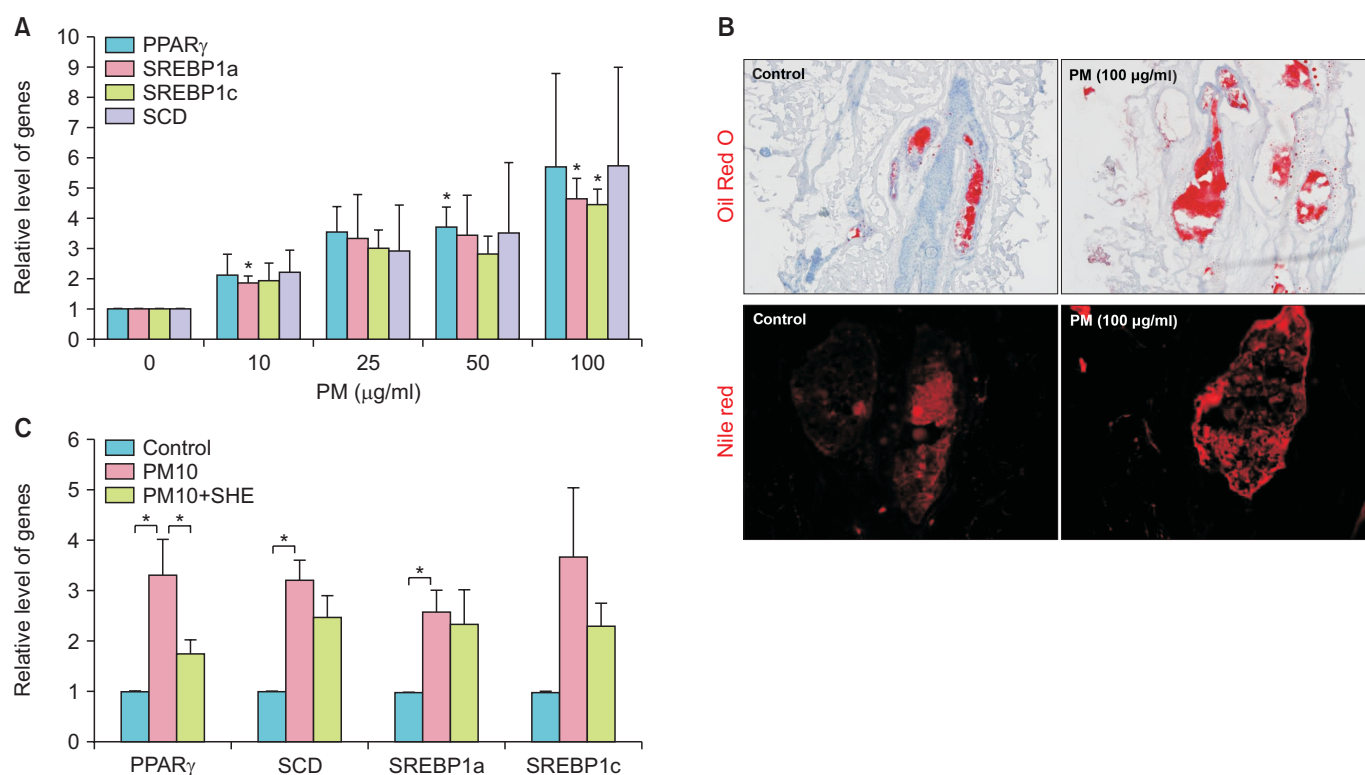 A
10
9
8
7
6
5
4
3
2
1
0
Relative level of genes
PPARγ
SREBP1a
SREBP1c
SCD
*
*
* *
0 10 25 50 100
PM (μg/ml)
B
Control
PM (100 μg/ml)
Oil Red O
Control
PM (100 μg/ml)
Nile red
C
6
5
4
3
2
1
0
Relative level of genes
Control
PM10
PM10+SHE
* *
*
*
PPARγ SCD SREBP1a SREBP1c